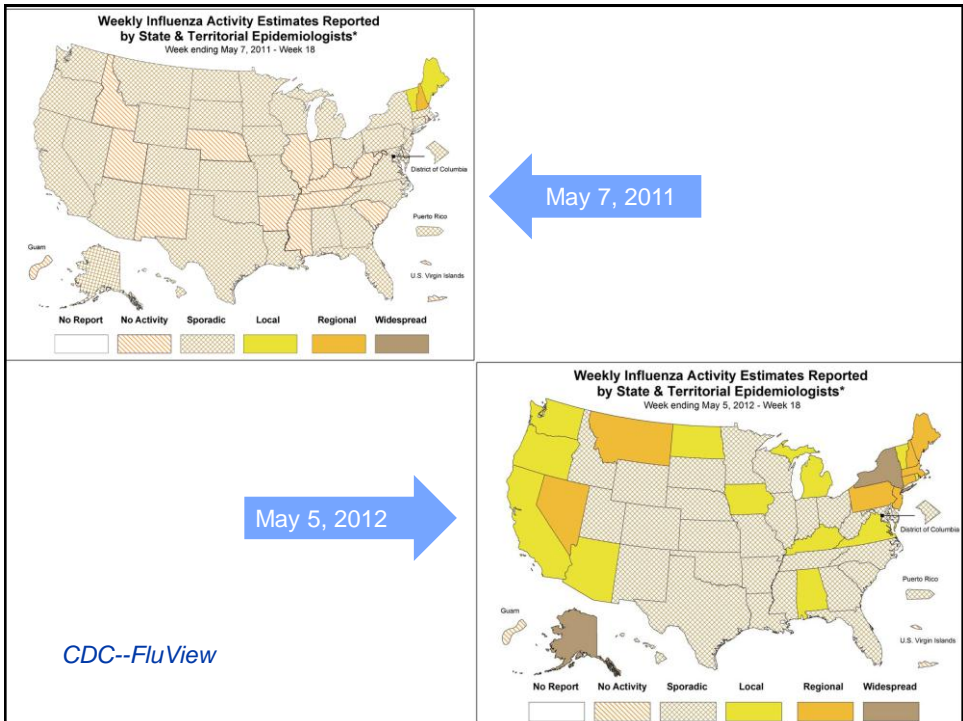 Weekly Influenza Activity Estimates Reported
by State & Territorial Epidemiologists*
Week ending May 7, 2011 - Week 18
District of Columbia
Puerto Rico
Guam
U.S. Virgin Islands
No Report No Activity Sporadic Local Regional Widespread
May 7, 2011
Weekly Influenza Activity Estimates Reported
by State & Territorial Epidemiologists*
Week ending May 5, 2012 - Week 18
May 5, 2012
District of Columbia
Puerto Rico
Guam
U.S. Virgin Islands
CDC--FluView
No Report No Activity Sporadic Local Regional Widespread